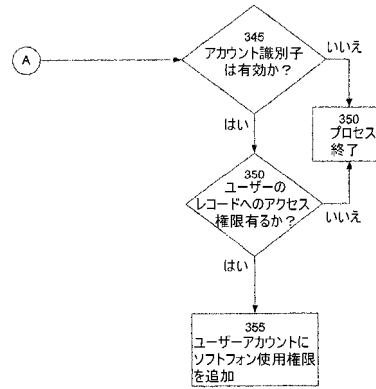 A
345
アカウント識別子
は有効か？
いいえ
はい
350
プロセス
終了
350
ユーザーの
レコードへのアクセス
権限有るか？
いいえ
はい
355
ユーザーアカウントに
ソフトフォン使用権限
を追加